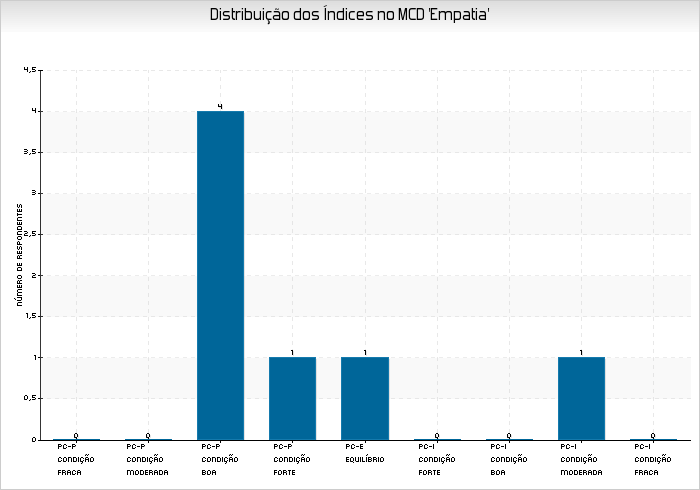 Distribuição dos Índices no MCD 'Empatia'
4,5
4
3,5
3
2,5
2
1,5
1
0,5
0
NÚMERO DE RESPONDENTES
0
0
4
1
1
0
0
1
0
PC-P
CONDIÇÃO
FRACA
PC-P
CONDIÇÃO
MODERADA
PC-P
CONDIÇÃO
BOA
PC-P
CONDIÇÃO
FORTE
PC-E
EQUILÍBRIO
PC-I
CONDIÇÃO
FORTE
PC-I
CONDIÇÃO
BOA
PC-I
CONDIÇÃO
MODERADA
PC-I
CONDIÇÃO
FRACA